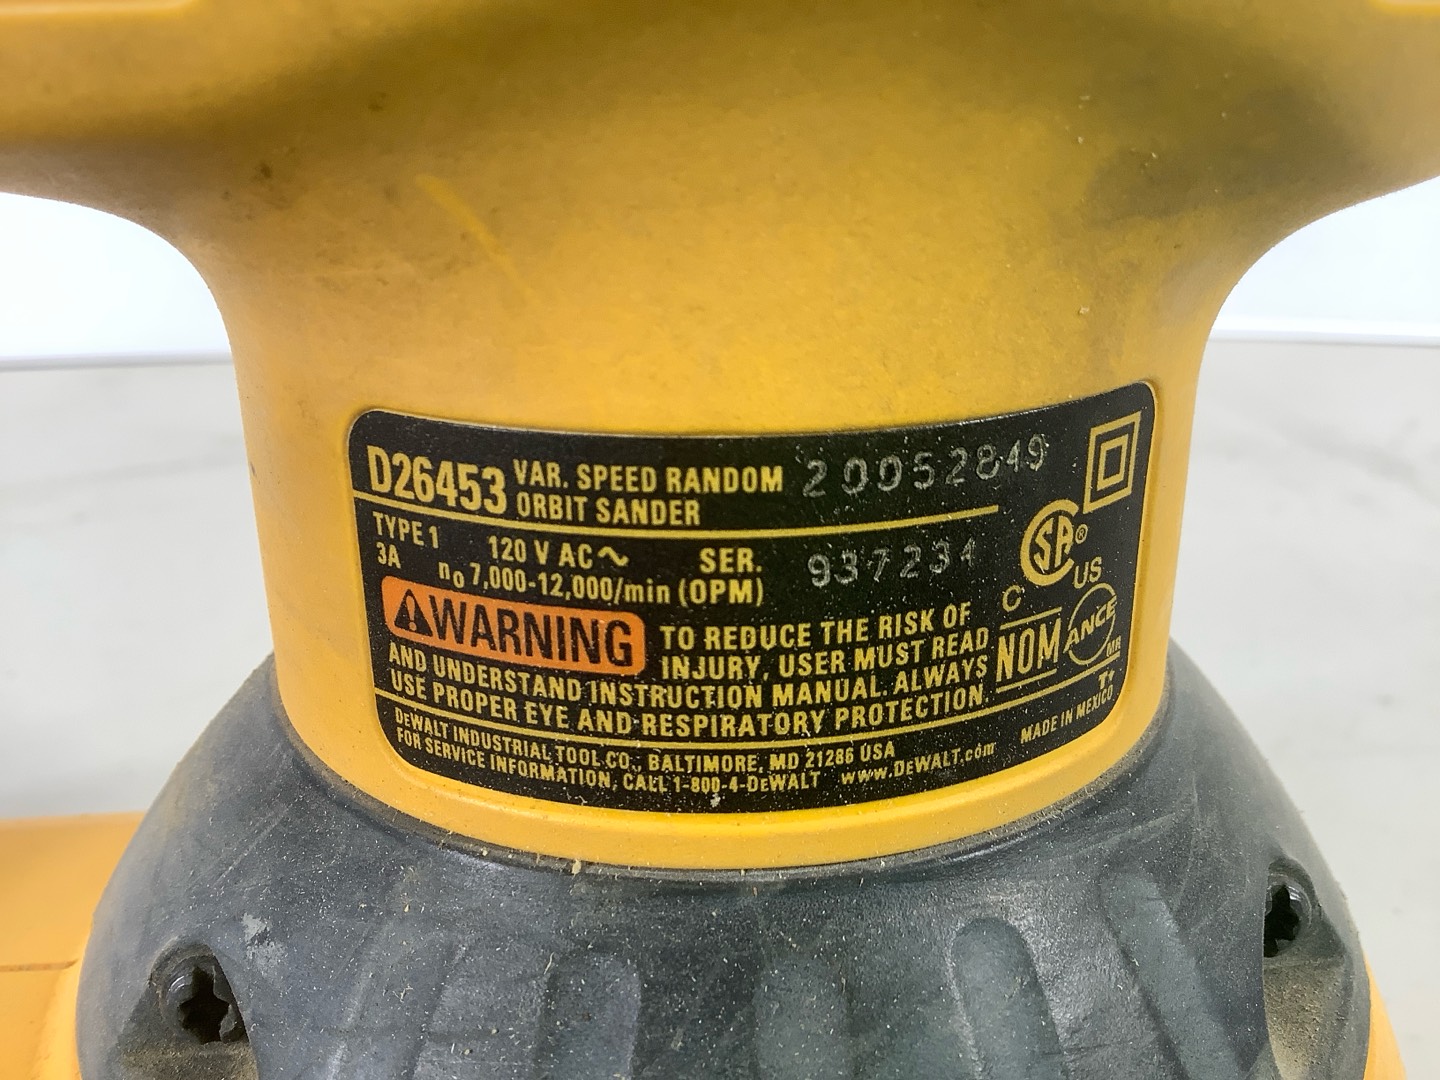 D26453 VAR. SPEED RANDOM ORBIT SANDER 20052849
TYPE 1 120 V AC ~ SER. 937234
3A no 7,000-12,000/min (OPM)
CSA® C US
⚠WARNING TO REDUCE THE RISK OF
INJURY, USER MUST READ
AND UNDERSTAND INSTRUCTION MANUAL. ALWAYS
USE PROPER EYE AND RESPIRATORY PROTECTION.
NOM ANCE MR
DEWALT INDUSTRIAL TOOL CO., BALTIMORE, MD 21286 USA
FOR SERVICE INFORMATION, CALL 1-800-4-DEWALT www.DEWALT.com
MADE IN MEXICO